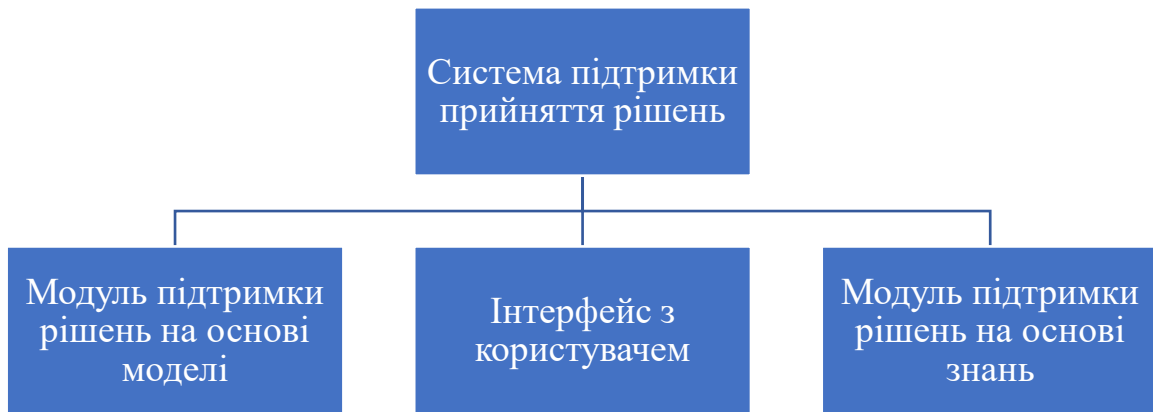 Система підтримки
прийняття рішень
Модуль підтримки
рішень на основі
моделі
Інтерфейс з
користувачем
Модуль підтримки
рішень на основі
знань